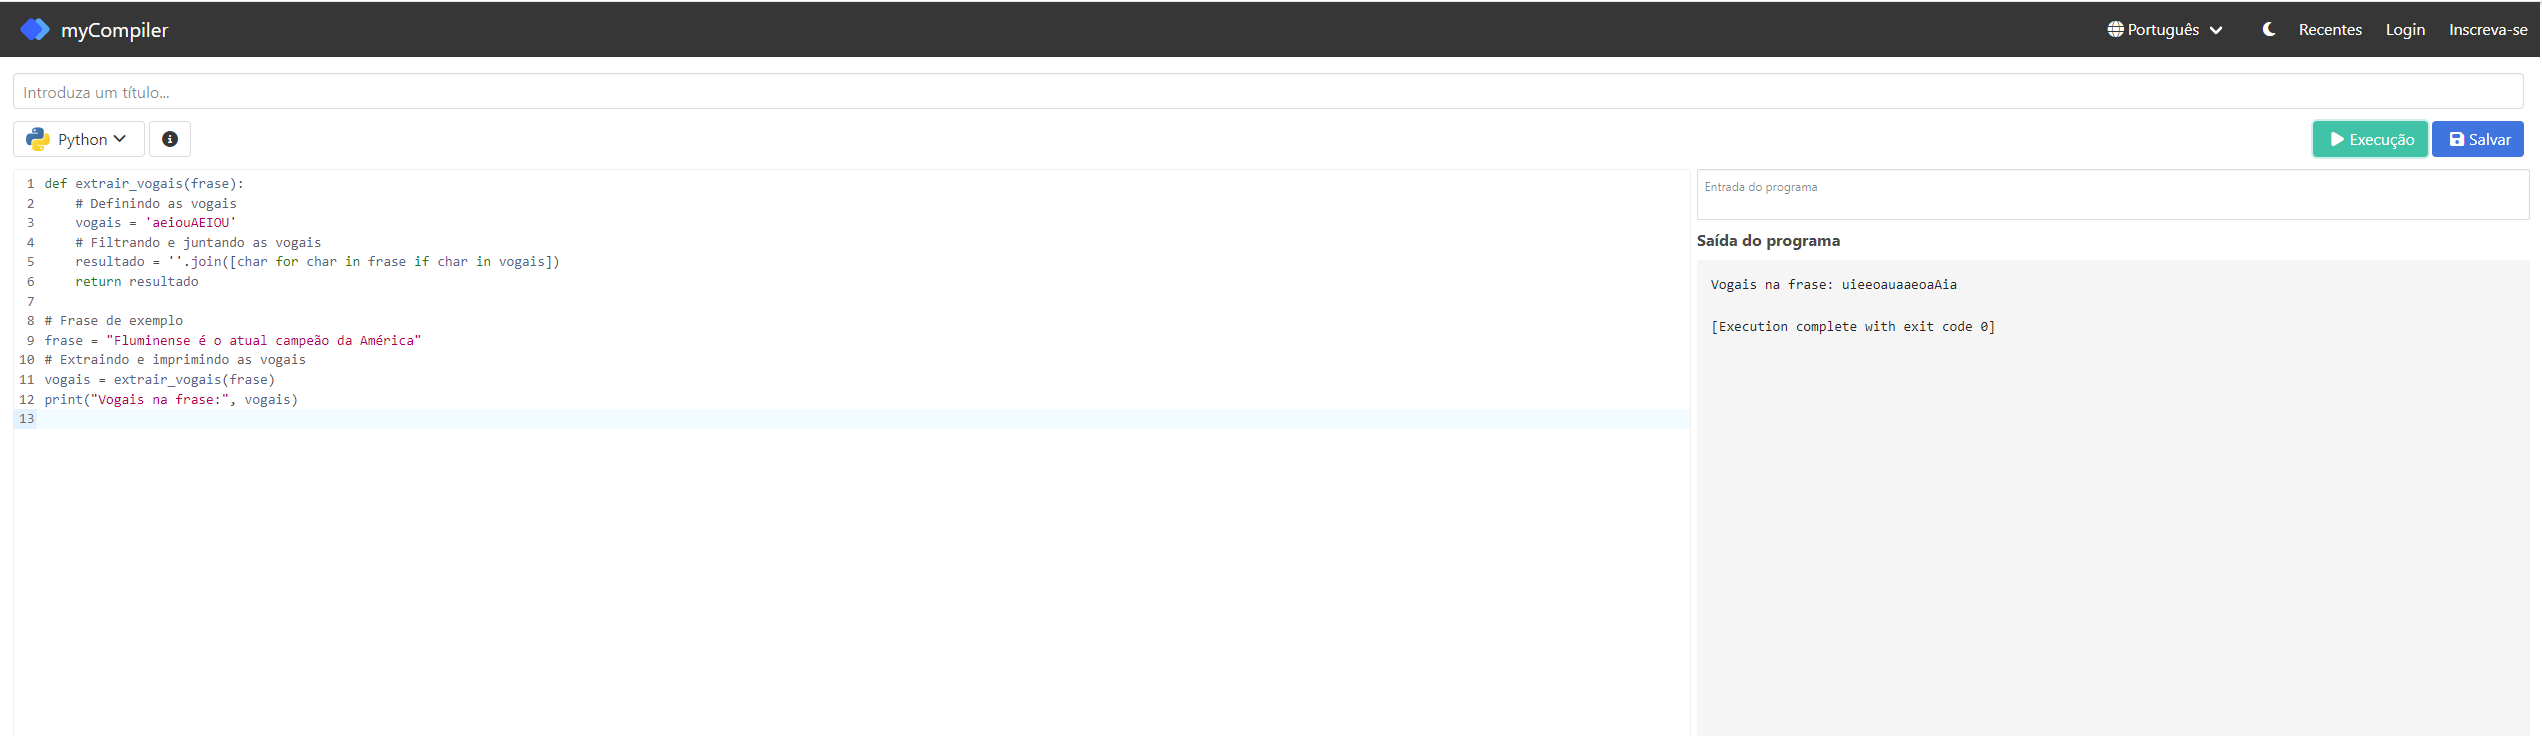 myCompiler
Português
Recentes
Login
Inscreva-se
Introduza um título...
Python
Execução
Salvar
1 def extrair_vogais(frase):
2     # Definindo as vogais
3     vogais = 'aeiouAEIOU'
4     # Filtrando e juntando as vogais
5     resultado = ''.join([char for char in frase if char in vogais])
6     return resultado
7
8 # Frase de exemplo
9 frase = "Fluminense é o atual campeão da América"
10 # Extraindo e imprimindo as vogais
11 vogais = extrair_vogais(frase)
12 print("Vogais na frase:", vogais)
13
Entrada do programa
Saída do programa
Vogais na frase: uieeoauaaeoaAia
[Execution complete with exit code 0]